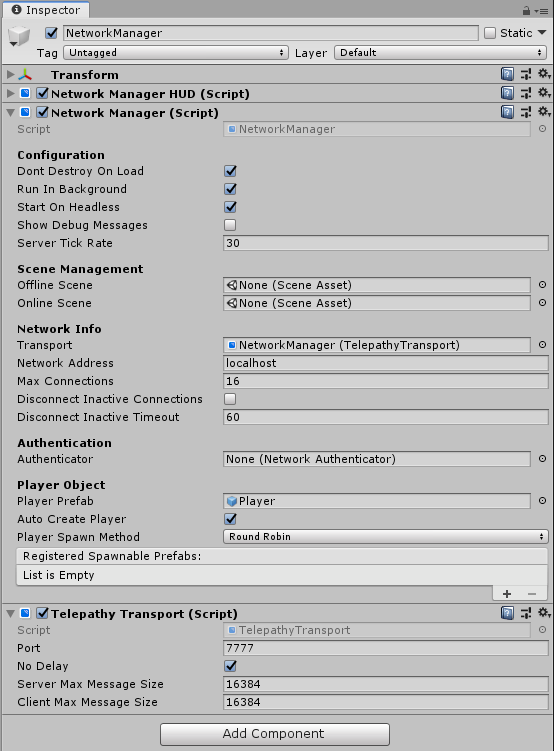 Inspector
NetworkManager Static
Tag Untagged Layer Default
Transform
Network Manager HUD (Script)
Network Manager (Script)
Script NetworkManager
Configuration
Dont Destroy On Load
Run In Background
Start On Headless
Show Debug Messages
Server Tick Rate 30
Scene Management
Offline Scene None (Scene Asset)
Online Scene None (Scene Asset)
Network Info
Transport NetworkManager (TelepathyTransport)
Network Address localhost
Max Connections 16
Disconnect Inactive Connections
Disconnect Inactive Timeout 60
Authentication
Authenticator None (Network Authenticator)
Player Object
Player Prefab Player
Auto Create Player
Player Spawn Method Round Robin
Registered Spawnable Prefabs:
List is Empty
Telepathy Transport (Script)
Script TelepathyTransport
Port 7777
No Delay
Server Max Message Size 16384
Client Max Message Size 16384
Add Component